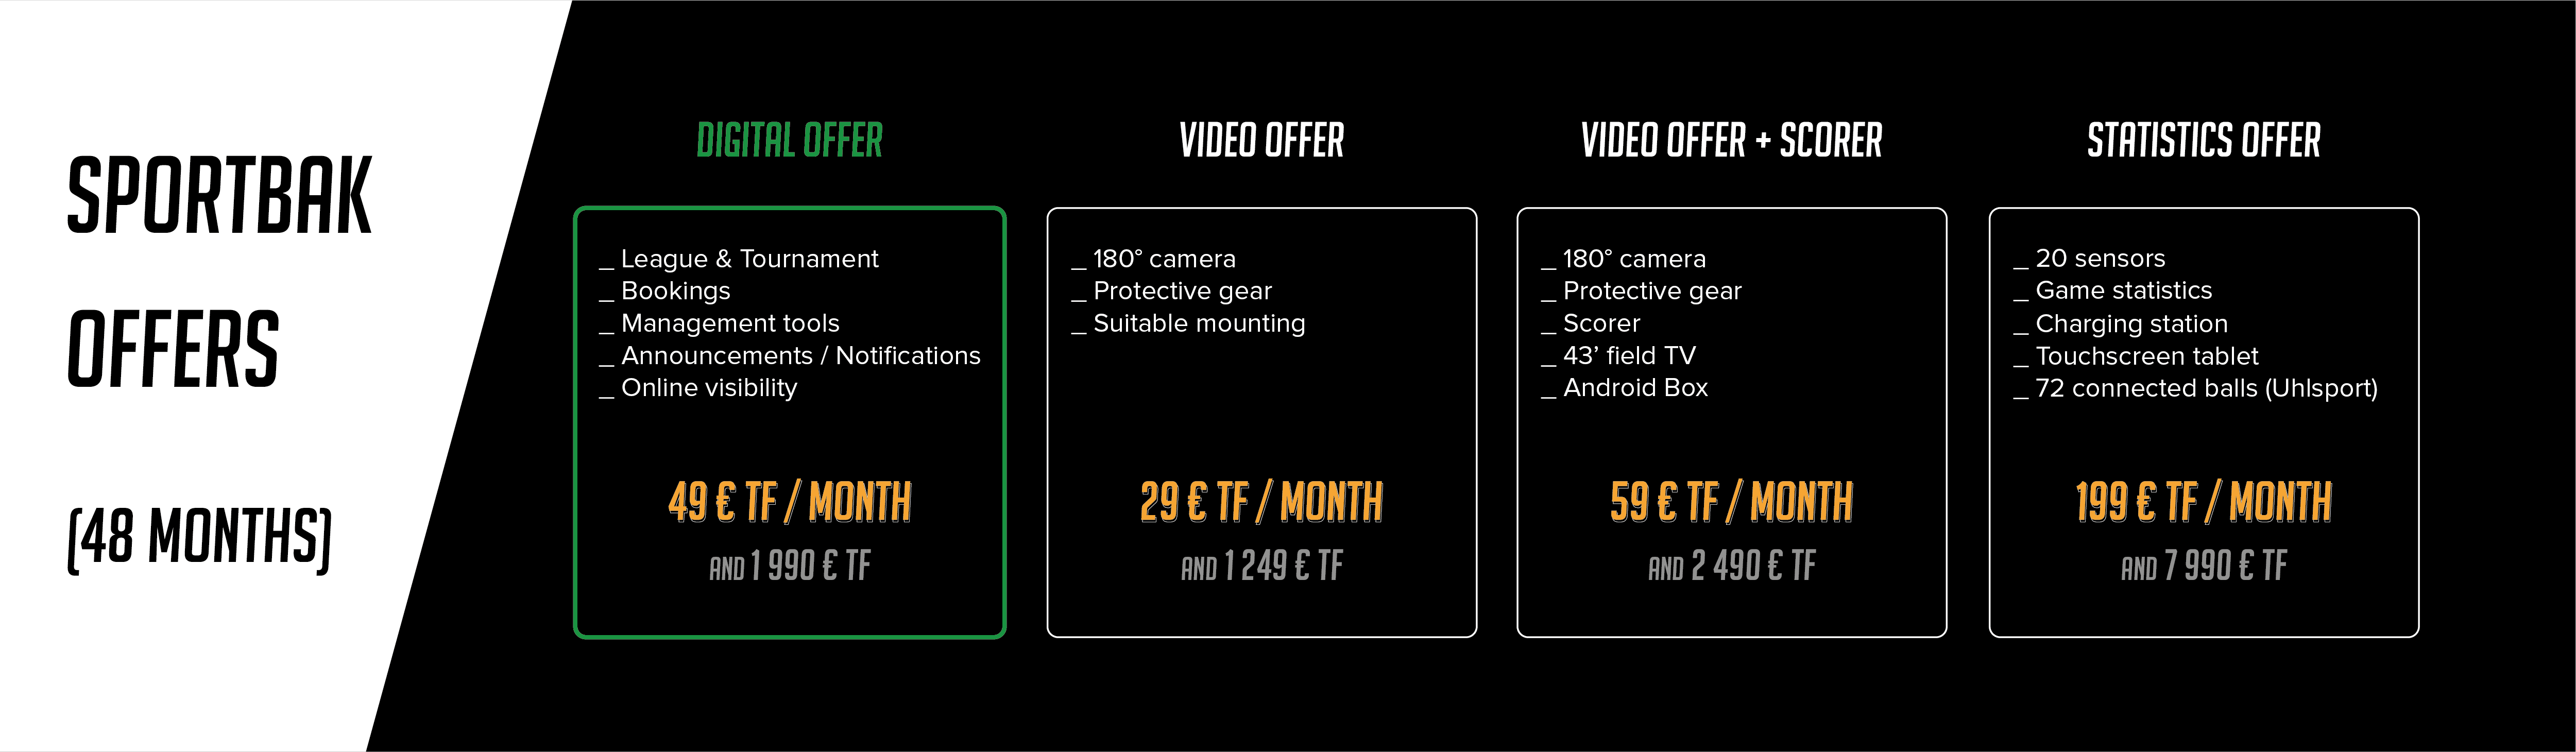 SPORTBAK
OFFERS
(48 MONTHS)
DIGITAL OFFER
_ League & Tournament
_ Bookings
_ Management tools
_ Announcements / Notifications
_ Online visibility
49 € TF / MONTH
AND 1 990 € TF
VIDEO OFFER
_ 180° camera
_ Protective gear
_ Suitable mounting
29 € TF / MONTH
AND 1 249 € TF
VIDEO OFFER + SCORER
_ 180° camera
_ Protective gear
_ Scorer
_ 43’ field TV
_ Android Box
59 € TF / MONTH
AND 2 490 € TF
STATISTICS OFFER
_ 20 sensors
_ Game statistics
_ Charging station
_ Touchscreen tablet
_ 72 connected balls (Uhlsport)
199 € TF / MONTH
AND 7 990 € TF